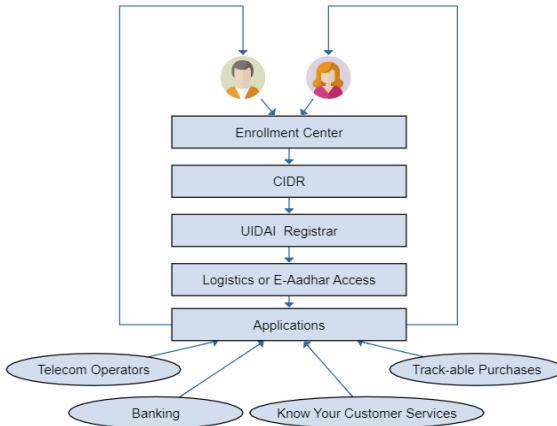 Enrollment Center
CIDR
UIDAI Registrar
Logistics or E-Aadhar Access
Applications
Telecom Operators
Track-able Purchases
Banking
Know Your Customer Services